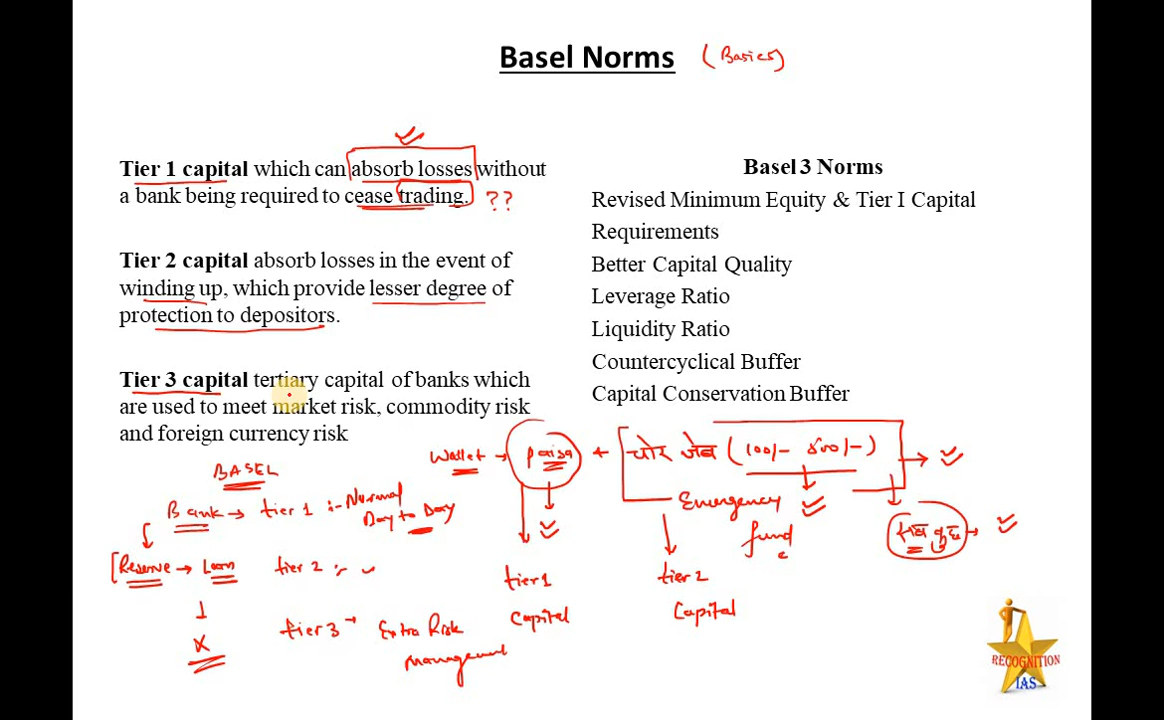 Basel Norms (Basics)
Tier 1 capital which can absorb losses without
a bank being required to cease trading. ??
Tier 2 capital absorb losses in the event of
winding up, which provide lesser degree of
protection to depositors.
Tier 3 capital tertiary capital of banks which
are used to meet market risk, commodity risk
and foreign currency risk
Basel 3 Norms
Revised Minimum Equity & Tier I Capital
Requirements
Better Capital Quality
Leverage Ratio
Liquidity Ratio
Countercyclical Buffer
Capital Conservation Buffer
Wallet → paisa + चोर जेब (100/- 500/-) →
Emergency
fund
सब कुछ
tier 1
Capital
tier 2
Capital
BASEL
Bank → tier 1 :- Normal
Day to Day
Reserve → Loan tier 2 :-
X
tier 3 → Extra Risk
Management
RECOGNITION
IAS